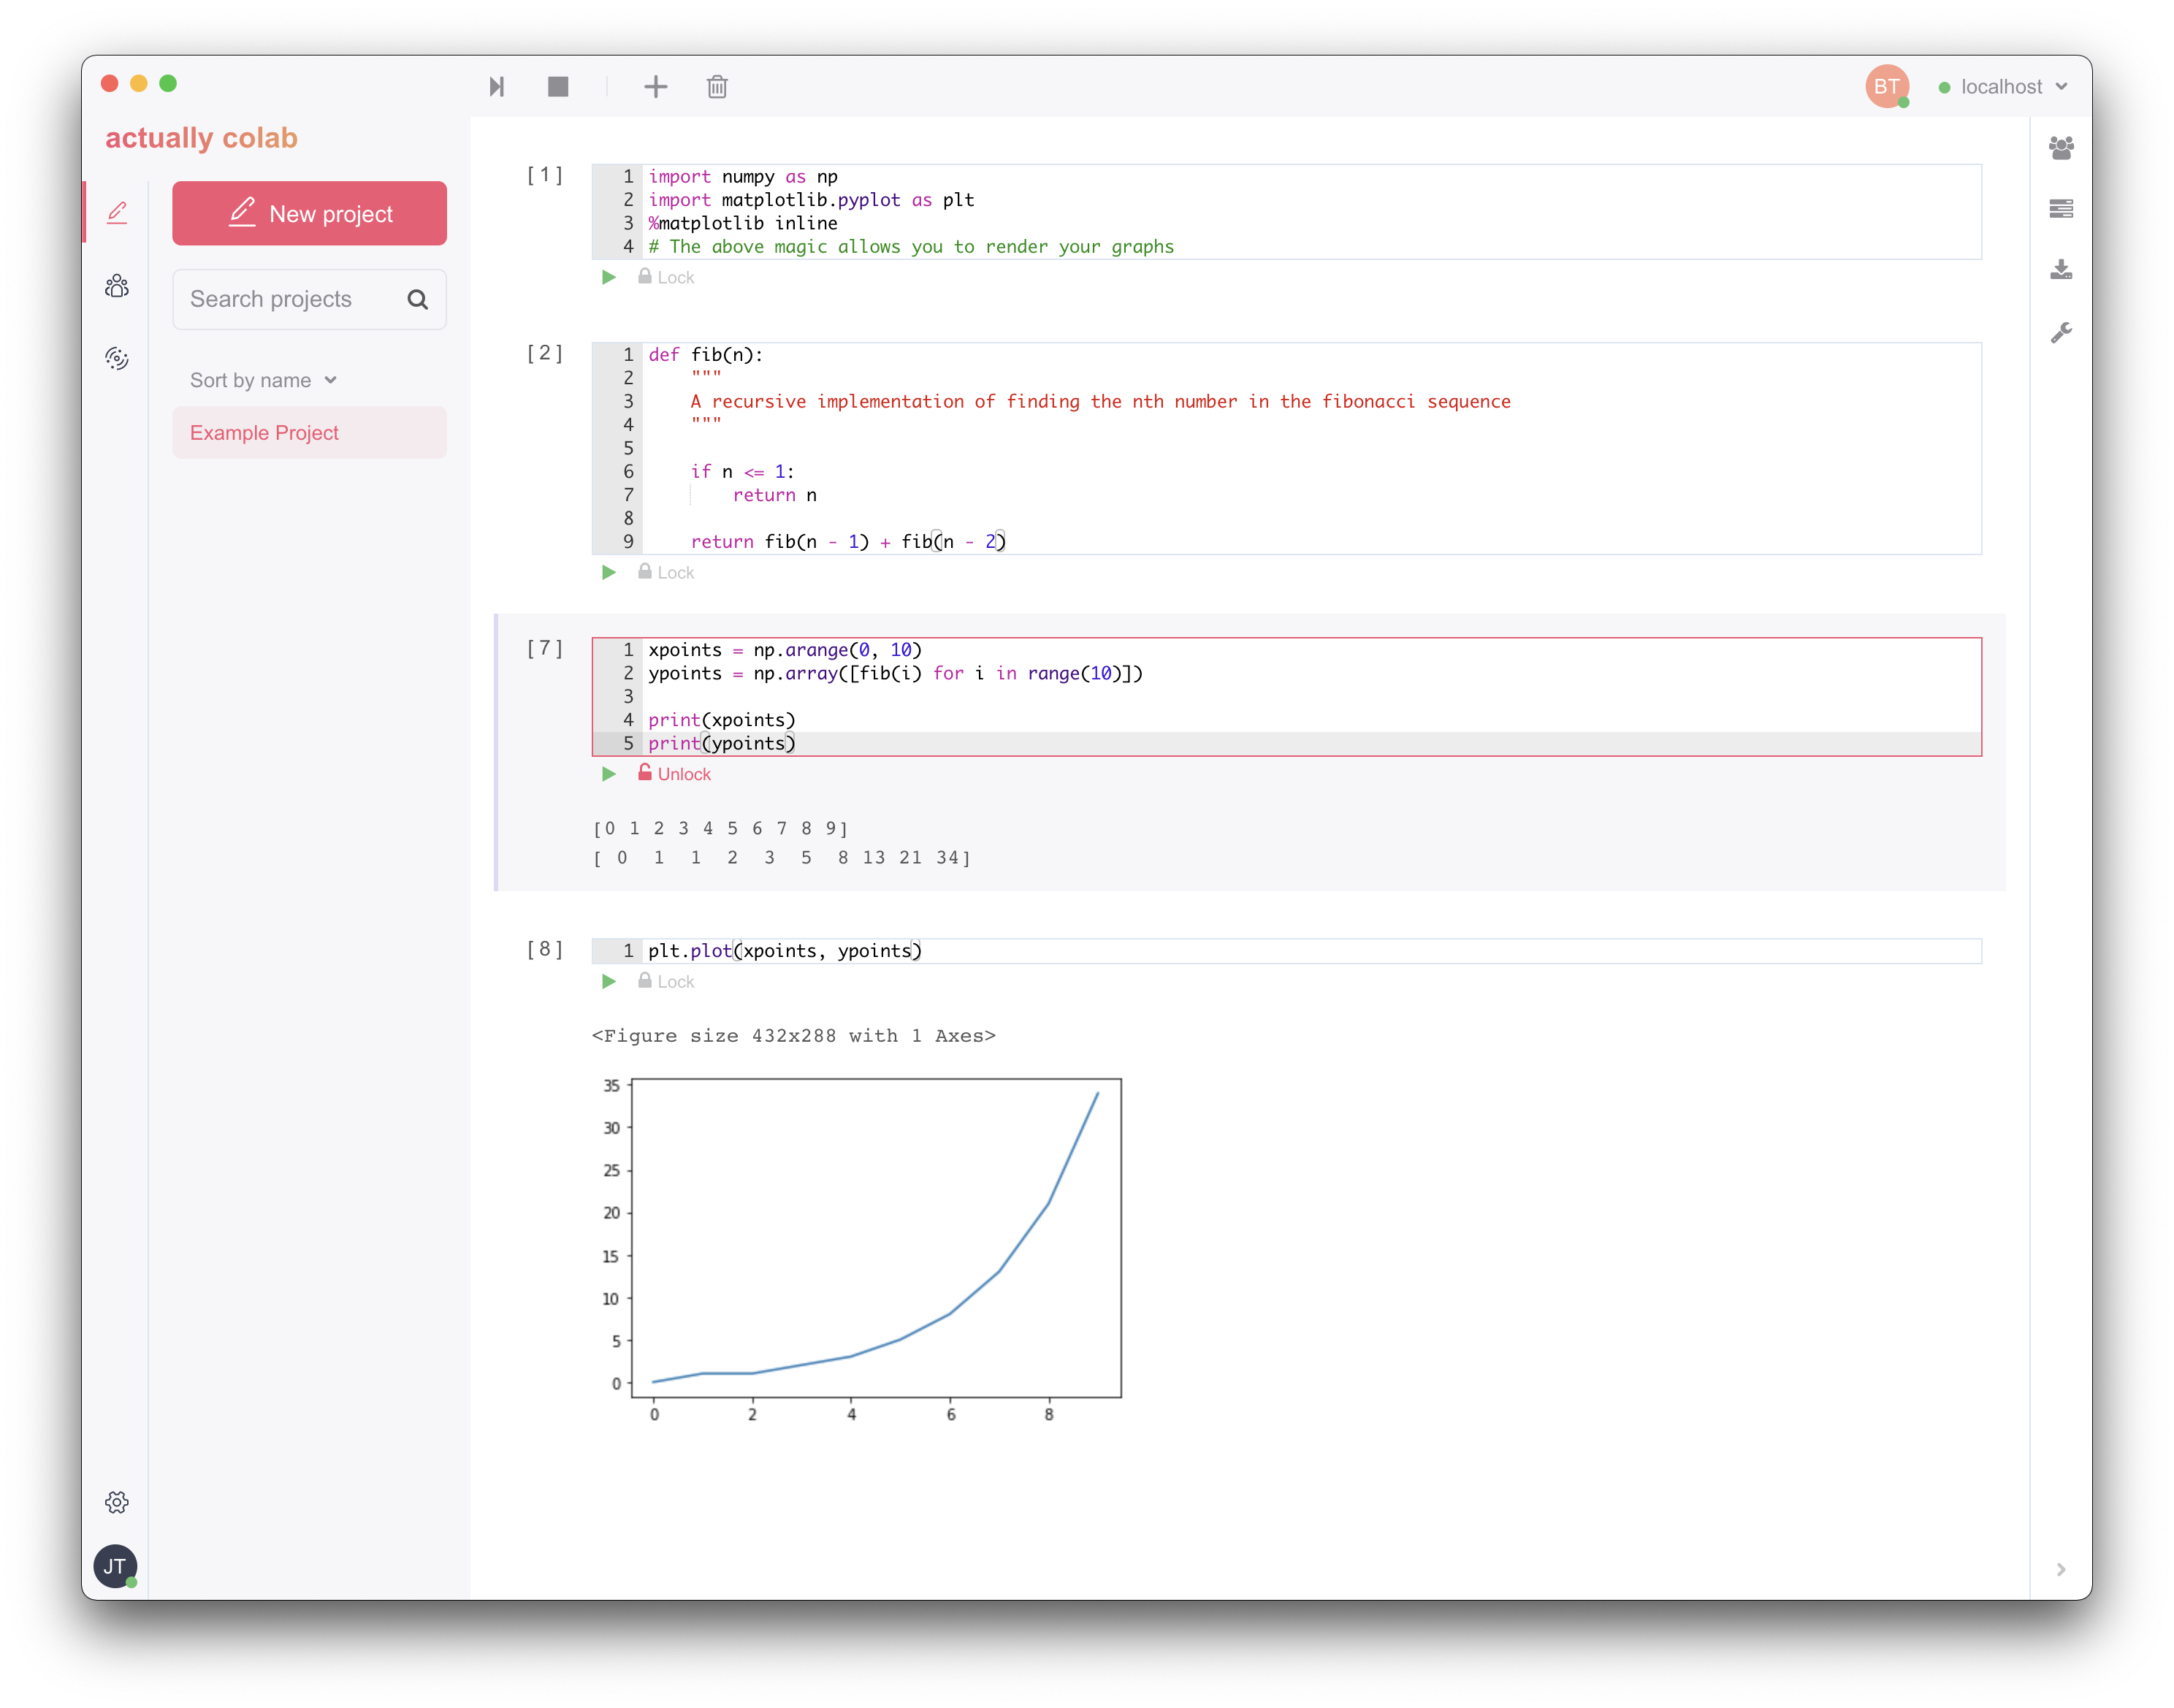 BT
localhost
actually colab
New project
Search projects
Sort by name
Example Project
JT
[1]
1 import numpy as np
2 import matplotlib.pyplot as plt
3 %matplotlib inline
4 # The above magic allows you to render your graphs
Lock
[2]
1 def fib(n):
2     """
3     A recursive implementation of finding the nth number in the fibonacci sequence
4     """
5
6     if n <= 1:
7         return n
8
9     return fib(n - 1) + fib(n - 2)
Lock
[7]
1 xpoints = np.arange(0, 10)
2 ypoints = np.array([fib(i) for i in range(10)])
3
4 print(xpoints)
5 print(ypoints)
Unlock
[0 1 2 3 4 5 6 7 8 9]
[ 0  1  1  2  3  5  8 13 21 34]
[8]
1 plt.plot(xpoints, ypoints)
Lock
<Figure size 432x288 with 1 Axes>
35
30
25
20
15
10
5
0
0 2 4 6 8